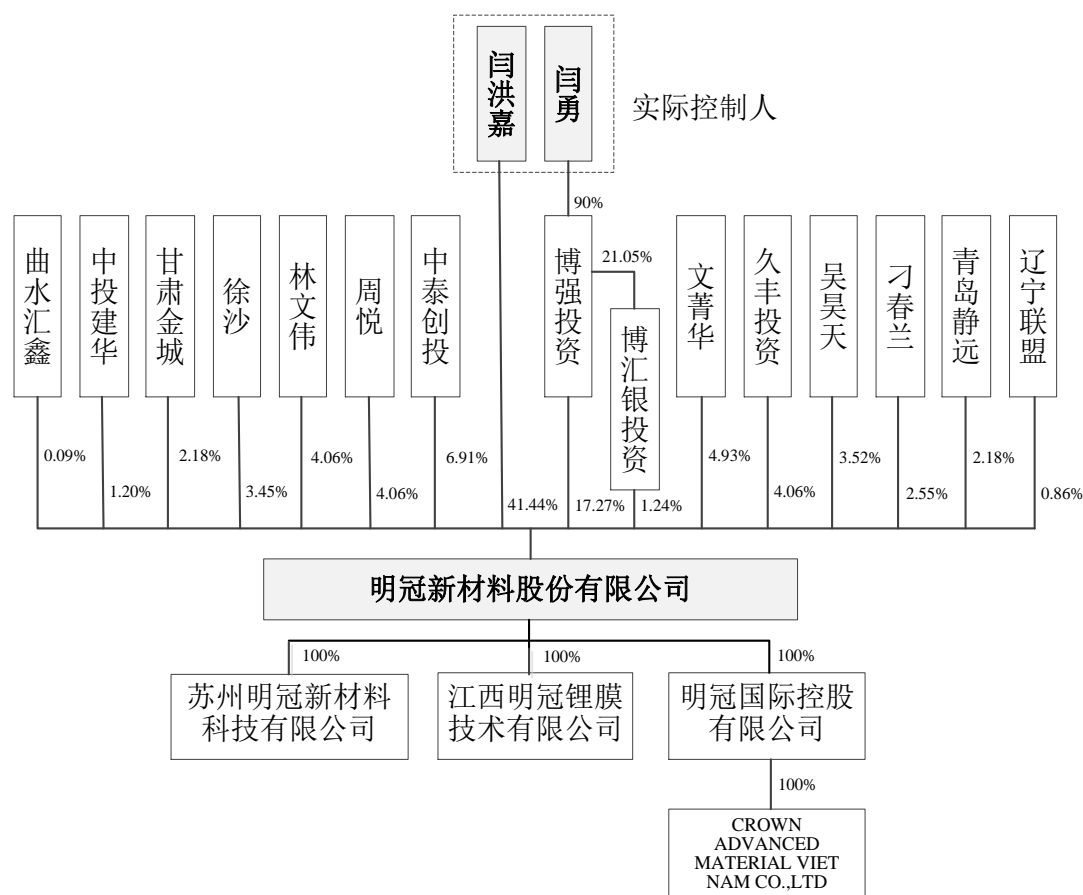 闫洪嘉
闫勇
实际控制人
90%
曲水汇鑫
中投建华
甘肃金城
徐沙
林文伟
周悦
中泰创投
博强投资
21.05%
博汇银投资
文菁华
久丰投资
吴昊天
刁春兰
青岛静远
辽宁联盟
0.09%
1.20%
2.18%
3.45%
4.06%
4.06%
6.91%
41.44%
17.27%
1.24%
4.93%
4.06%
3.52%
2.55%
2.18%
0.86%
明冠新材料股份有限公司
100%
100%
100%
苏州明冠新材料
科技有限公司
江西明冠锂膜
技术有限公司
明冠国际控股
有限公司
100%
CROWN
ADVANCED
MATERIAL VIET
NAM CO.,LTD